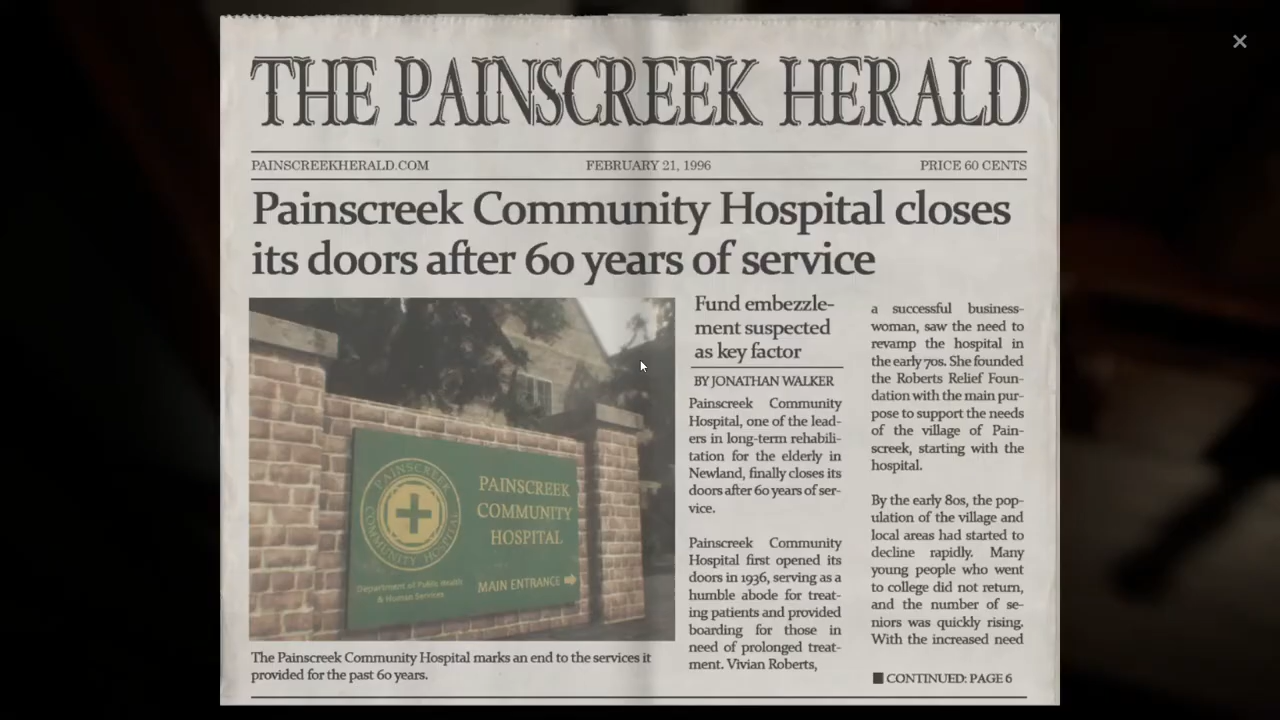 THE PAINSCREEK HERALD
PAINSCREEKHERALD.COM FEBRUARY 21, 1996 PRICE 60 CENTS
Painscreek Community Hospital closes
its doors after 60 years of service
PAINSCREEK
COMMUNITY HOSPITAL
Department of Public Health
& Human Services
PAINSCREEK
COMMUNITY
HOSPITAL
MAIN ENTRANCE
The Painscreek Community Hospital marks an end to the services it
provided for the past 60 years.
Fund embezzle-
ment suspected
as key factor
BY JONATHAN WALKER
Painscreek Community
Hospital, one of the lead-
ers in long-term rehabili-
tation for the elderly in
Newland, finally closes its
doors after 60 years of ser-
vice.
Painscreek Community
Hospital first opened its
doors in 1936, serving as a
humble abode for treat-
ing patients and provided
boarding for those in
need of prolonged treat-
ment. Vivian Roberts,
a successful business-
woman, saw the need to
revamp the hospital in
the early 70s. She founded
the Roberts Relief Foun-
dation with the main pur-
pose to support the needs
of the village of Pain-
screek, starting with the
hospital.
By the early 80s, the pop-
ulation of the village and
local areas had started to
decline rapidly. Many
young people who went
to college did not return,
and the number of se-
niors was quickly rising.
With the increased need
CONTINUED: PAGE 6